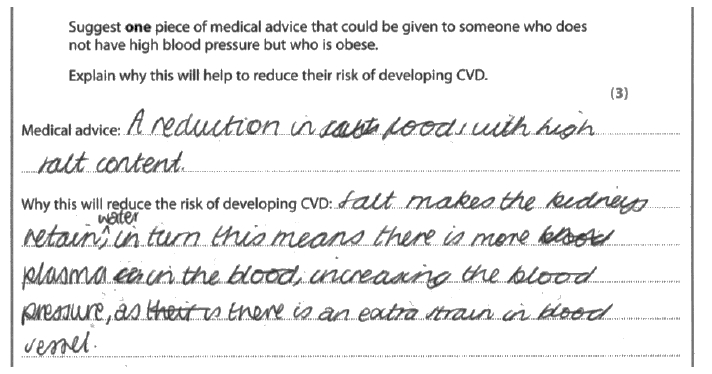 Suggest one piece of medical advice that could be given to someone who does
not have high blood pressure but who is obese.
Explain why this will help to reduce their risk of developing CVD.
(3)
Medical advice: A reduction in foods with high
salt content.
Why this will reduce the risk of developing CVD: salt makes the kidneys
retain water, in turn this means there is more blood
plasma in the blood, increasing the blood
pressure, as there is an extra strain in blood
vessel.